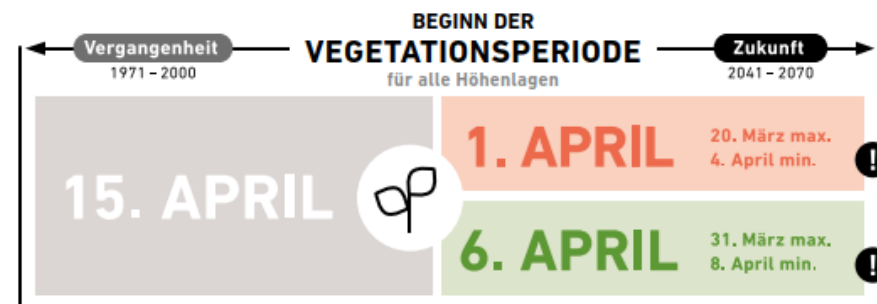 BEGINN DER
Vergangenheit
VEGETATIONSPERIODE
Zukunft
1971 – 2000
für alle Höhenlagen
2041 – 2070
15. APRIL
1. APRIL
20. März max.
4. April min.
!
6. APRIL
31. März max.
8. April min.
!